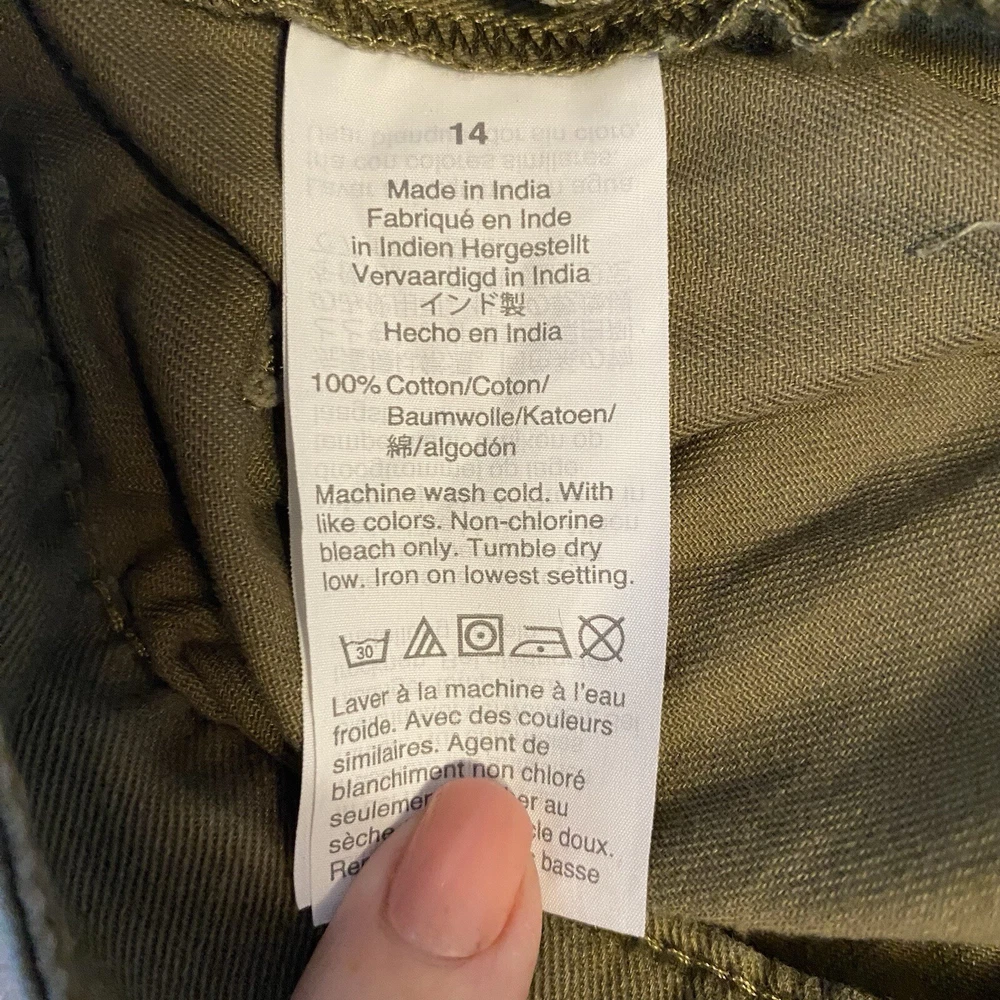 14
Made in India
Fabriqué en Inde
in Indien Hergestellt
Vervaardigd in India
インド製
Hecho en India
100% Cotton/Coton/
Baumwolle/Katoen/
綿/algodón
Machine wash cold. With
like colors. Non-chlorine
bleach only. Tumble dry
low. Iron on lowest setting.
30
Laver à la machine à l'eau
froide. Avec des couleurs
similaires. Agent de
blanchiment non chloré
au
doux.
basse